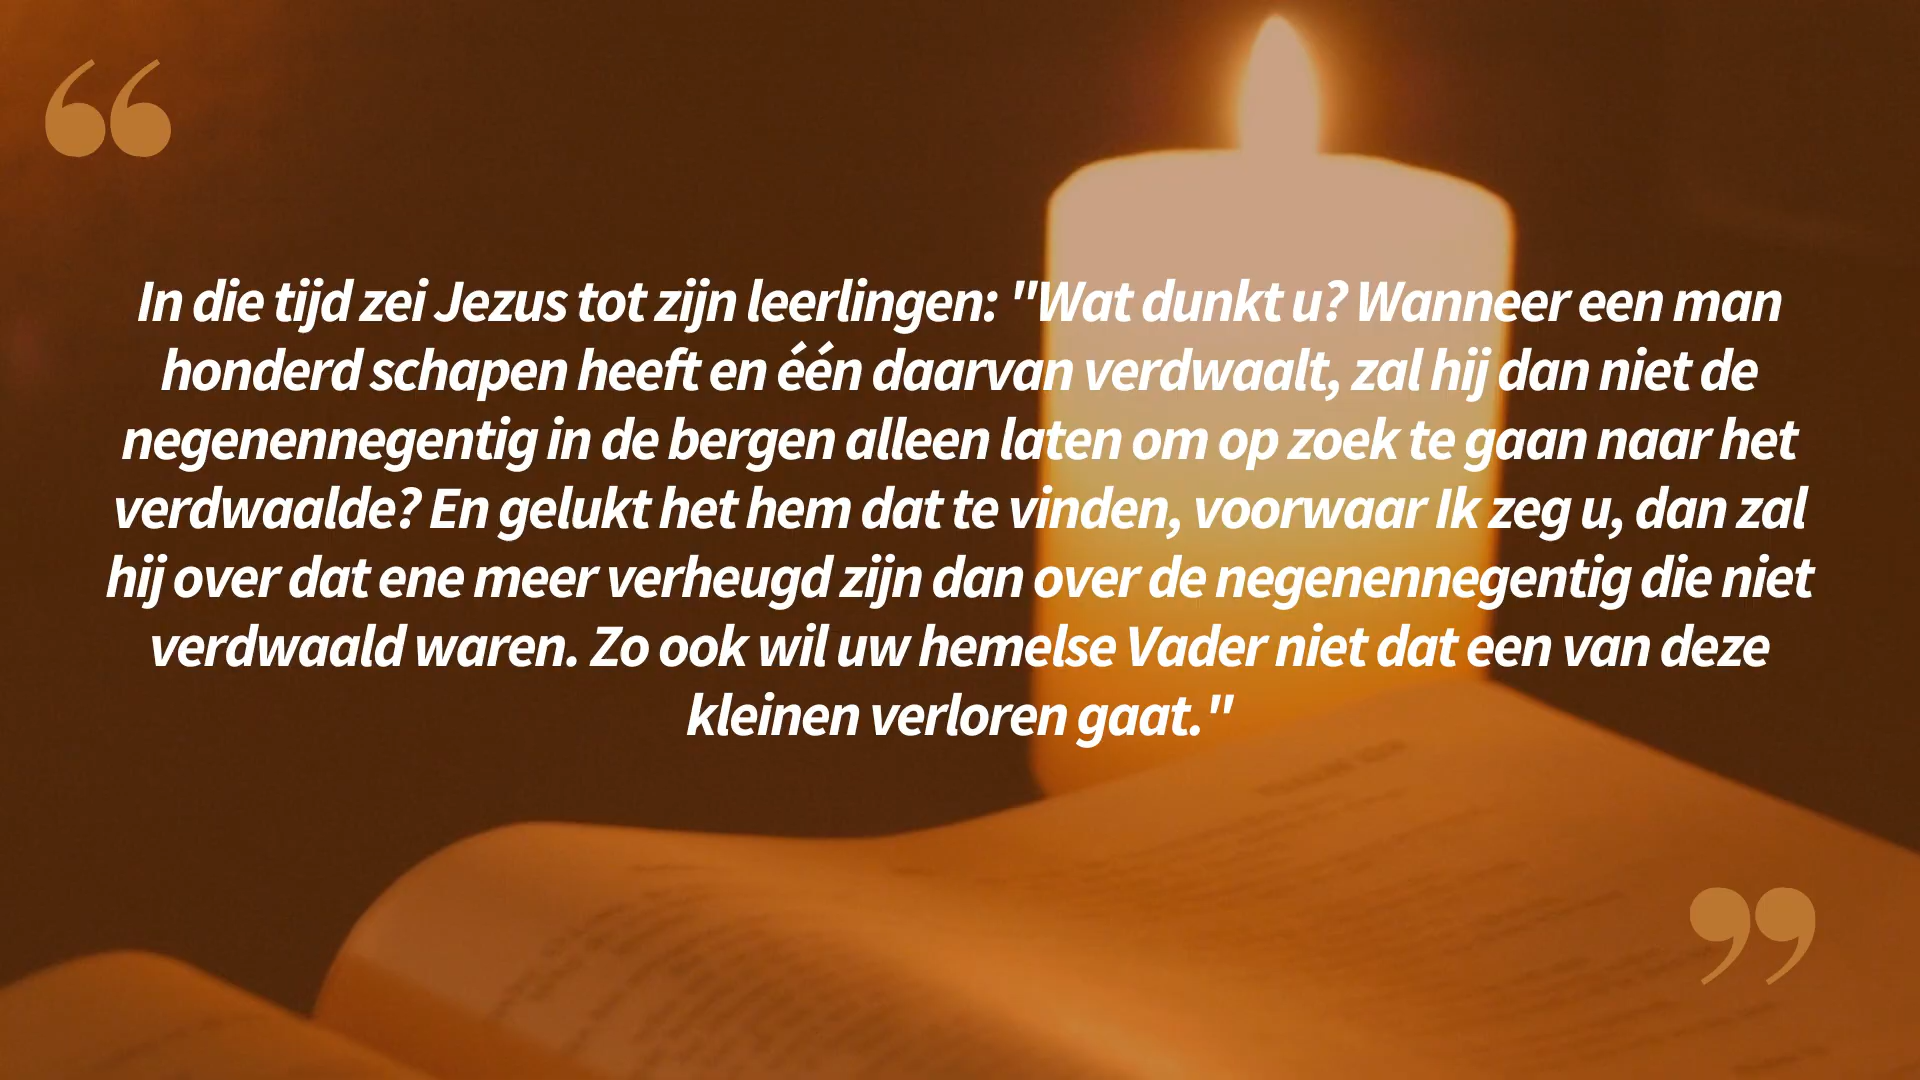 In die tijd zei Jezus tot zijn leerlingen: "Wat dunkt u? Wanneer een man
honderd schapen heeft en één daarvan verdwaalt, zal hij dan niet de
negenennegentig in de bergen alleen laten om op zoek te gaan naar het
verdwaalde? En gelukt het hem dat te vinden, voorwaar Ik zeg u, dan zal
hij over dat ene meer verheugd zijn dan over de negenennegentig die niet
verdwaald waren. Zo ook wil uw hemelse Vader niet dat een van deze
kleinen verloren gaat."